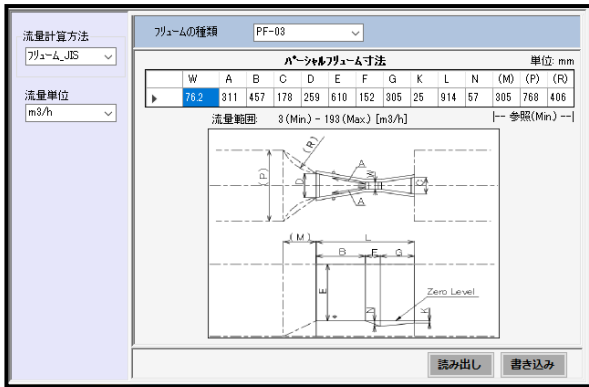 流量計算方法
フリューム_JIS
流量単位
m3/h
フリュームの種類 PF-03
パーシャルフリューム寸法 単位: mm
W A B C D E F G K L N (M) (P) (R)
76.2 311 457 178 259 610 152 305 25 914 57 305 768 406
流量範囲: 3 (Min.) - 193 (Max.) [m3/h] |-- 参照(Min.) --|
(R)
(P) D A W C
A
(M) L
B F G
E N Zero Level K
読み出し 書き込み